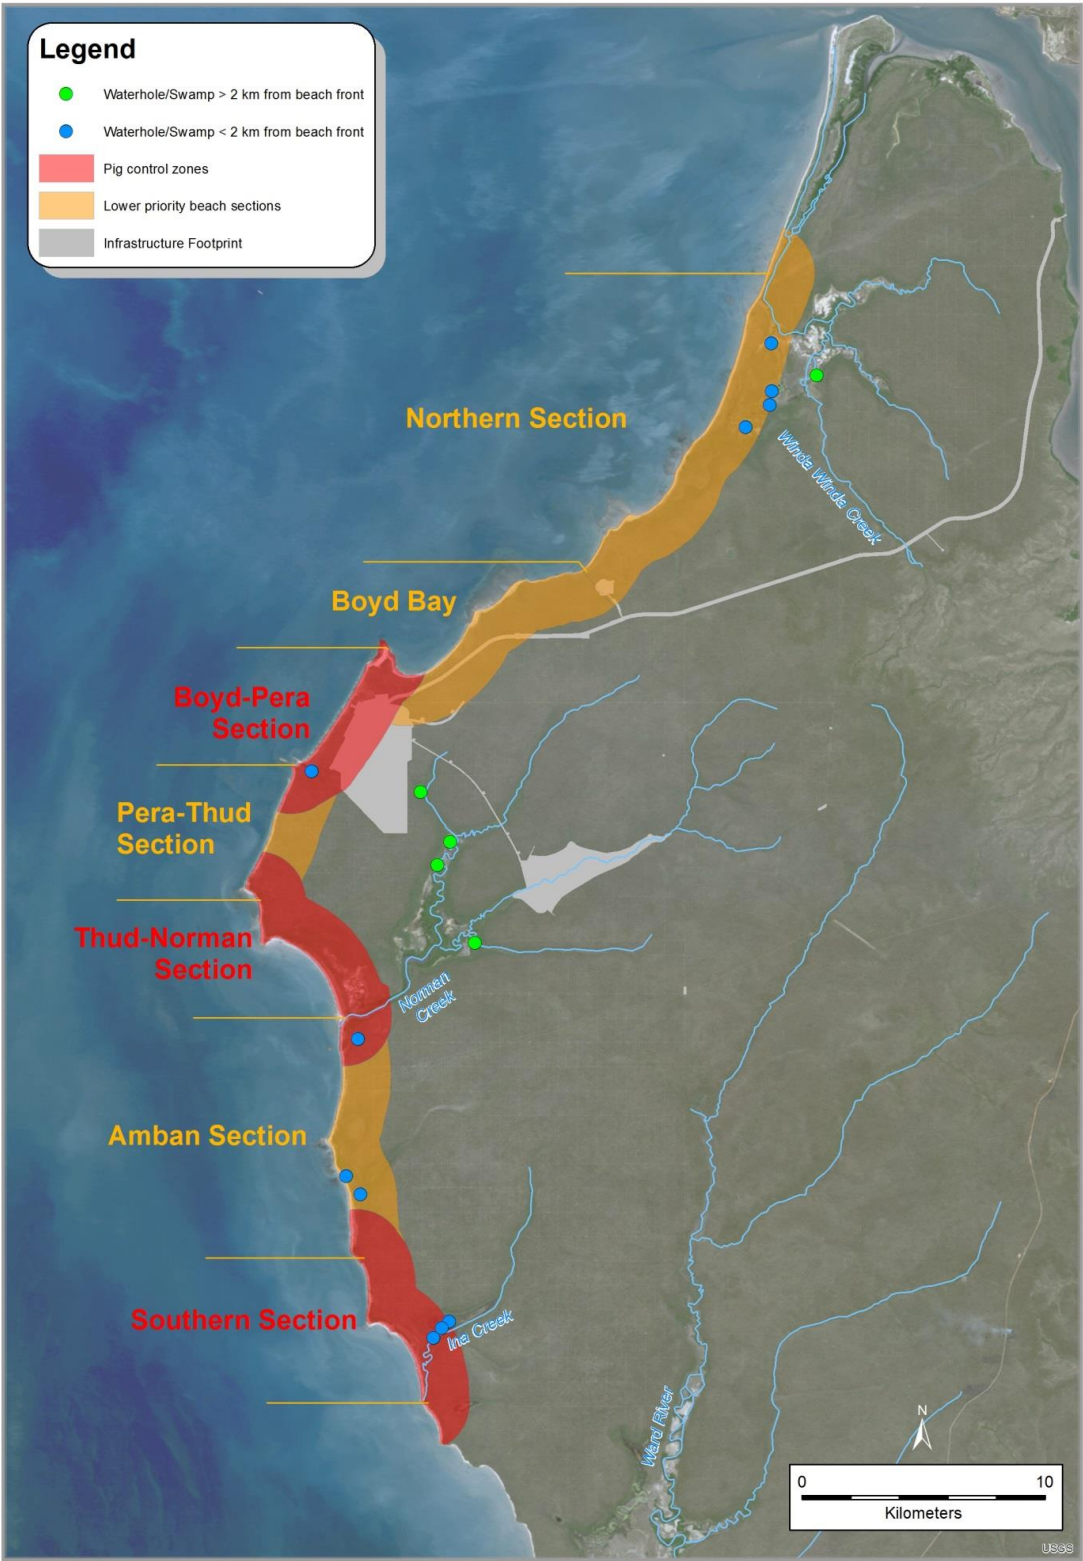 Legend
Waterhole/Swamp > 2 km from beach front
Waterhole/Swamp < 2 km from beach front
Pig control zones
Lower priority beach sections
Infrastructure Footprint
Northern Section
Winda Winda Creek
Boyd Bay
Boyd-Pera
Section
Pera-Thud
Section
Thud-Norman
Section
Norman
Creek
Amban Section
Southern Section
Ina Creek
Ward River
N
0 10
Kilometers
USGS